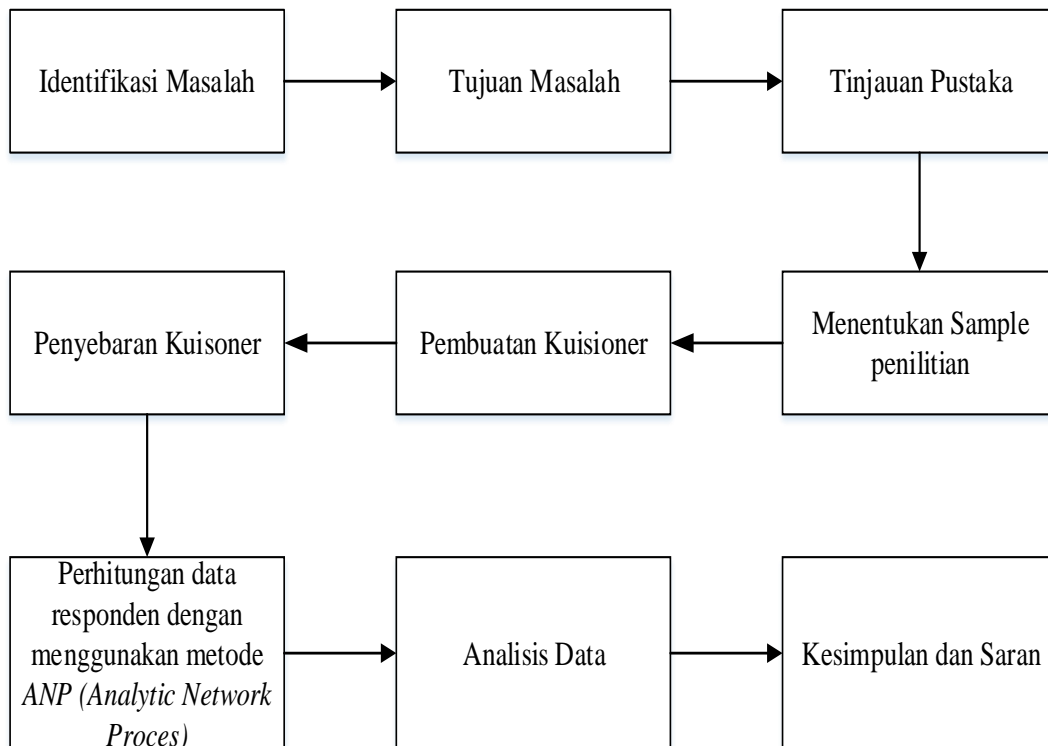 Identifikasi Masalah
Tujuan Masalah
Tinjauan Pustaka
Menentukan Sample
penilitian
Pembuatan Kuisioner
Penyebaran Kuisoner
Perhitungan data
responden dengan
menggunakan metode
ANP (Analytic Network
Proces)
Analisis Data
Kesimpulan dan Saran